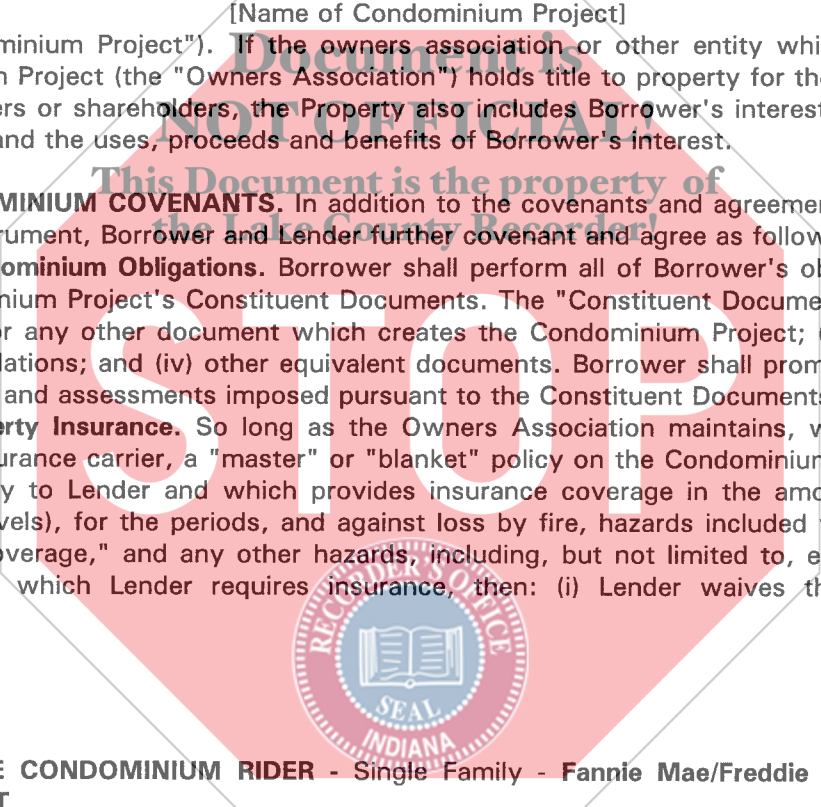 [Name of Condominium Project]
minium Project"). If the owners association or other entity whi
Project (the "Owners Association") holds title to property for the
ers or shareholders, the Property also includes Borrower's interest
and the uses, proceeds and benefits of Borrower's interest.
Document is
NOT OFFICIAL!
This Document is the property of
the Lake County Recorder!
MINIUM COVENANTS. In addition to the covenants and agreemen
rument, Borrower and Lender further covenant and agree as follow
ominium Obligations. Borrower shall perform all of Borrower's ob
nium Project's Constituent Documents. The "Constituent Docume
or any other document which creates the Condominium Project; (
lations; and (iv) other equivalent documents. Borrower shall prom
and assessments imposed pursuant to the Constituent Documents
erty Insurance. So long as the Owners Association maintains, w
urance carrier, a "master" or "blanket" policy on the Condominium
y to Lender and which provides insurance coverage in the amo
vels), for the periods, and against loss by fire, hazards included
overage," and any other hazards, including, but not limited to, e
which Lender requires insurance, then: (i) Lender waives th
STOP
RECORDER'S OFFICE
SEAL
INDIANA
E CONDOMINIUM RIDER - Single Family - Fannie Mae/Freddie